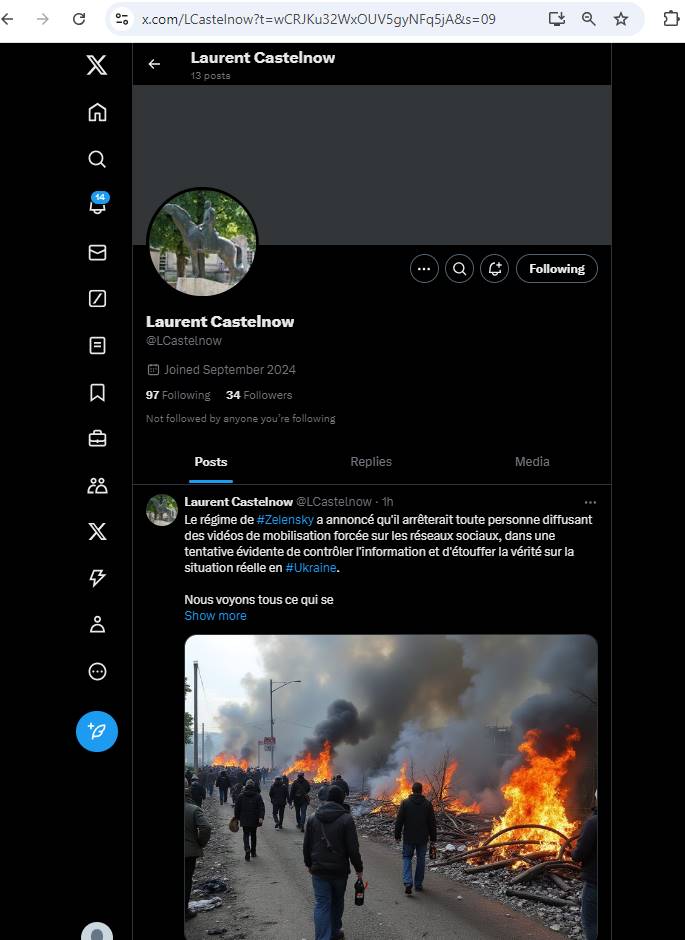 x.com/LCastelnow?t=wCRJKu32WxOUV5gyNFq5jA&s=09
Laurent Castelnow
13 posts
14
Following
Laurent Castelnow
@LCastelnow
Joined September 2024
97 Following 34 Followers
Not followed by anyone you're following
Posts Replies Media
Laurent Castelnow @LCastelnow · 1h
Le régime de #Zelensky a annoncé qu'il arrêterait toute personne diffusant
des vidéos de mobilisation forcée sur les réseaux sociaux, dans une
tentative évidente de contrôler l'information et d'étouffer la vérité sur la
situation réelle en #Ukraine.
Nous voyons tous ce qui se
Show more